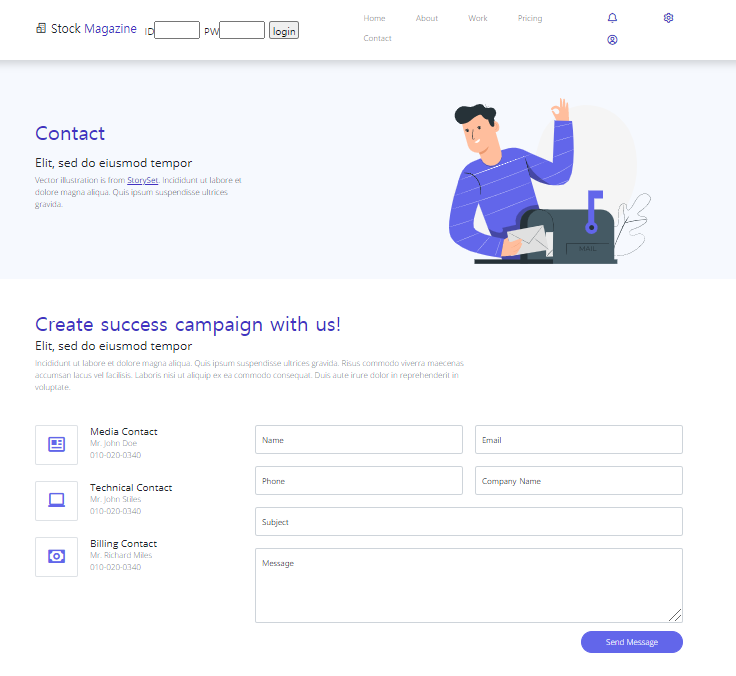 Stock Magazine ID PW login
Home About Work Pricing
Contact
Contact
Elit, sed do eiusmod tempor
Vector illustration is from StorySet. Incididunt ut labore et
dolore magna aliqua. Quis ipsum suspendisse ultrices
gravida.
MAIL
Create success campaign with us!
Elit, sed do eiusmod tempor
Incididunt ut labore et dolore magna aliqua. Quis ipsum suspendisse ultrices gravida. Risus commodo viverra maecenas
accumsan lacus vel facilisis. Laboris nisi ut aliquip ex ea commodo consequat. Duis aute irure dolor in reprehenderit in
voluptate.
Media Contact
Mr. John Doe
010-020-0340
Technical Contact
Mr. John Stiles
010-020-0340
Billing Contact
Mr. Richard Miles
010-020-0340
Name
Email
Phone
Company Name
Subject
Message
Send Message